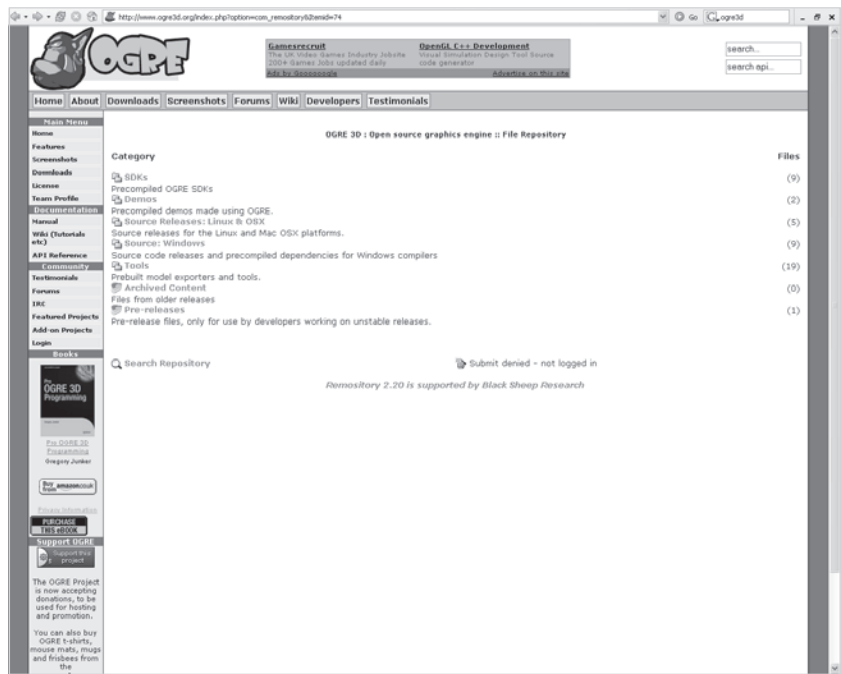 http://www.ogre3d.org/index.php?option=com_remository&Itemid=74
Go
ogre3d
OGRE
Gamesrecruit
The UK Video Games Industry Jobsite
200+ Games Jobs updated daily
OpenGL C++ Development
Visual Simulation Design Tool Source
code generator
Ads by Goooooogle
Advertise on this site
search...
search api...
Home
About
Downloads
Screenshots
Forums
Wiki
Developers
Testimonials
Main Menu
Home
Features
Screenshots
Downloads
License
Team Profile
Documentation
Manual
Wiki (Tutorials
etc)
API Reference
Community
Testimonials
Forums
IRC
Featured Projects
Add-on Projects
Login
Books
OGRE 3D
Programming
Pro OGRE 3D
Programming
Gregory Junker
Buy from amazon.co.uk
Privacy Information
PURCHASE
THIS eBOOK
Support OGRE
Support this
project
The OGRE Project
is now accepting
donations, to be
used for hosting
and promotion.
You can also buy
OGRE t-shirts,
mouse mats, mugs
and frisbees from
the
OGRE 3D : Open source graphics engine :: File Repository
Category Files
SDKs (9)
Precompiled OGRE SDKs
Demos (2)
Precompiled demos made using OGRE.
Source Releases: Linux & OSX (5)
Source releases for the Linux and Mac OSX platforms.
Source: Windows (9)
Source code releases and precompiled dependencies for Windows compilers
Tools (19)
Prebuilt model exporters and tools.
Archived Content (0)
Files from older releases
Pre-releases (1)
Pre-release files, only for use by developers working on unstable releases.
Search Repository
Submit denied - not logged in
Remository 2.20 is supported by Black Sheep Research